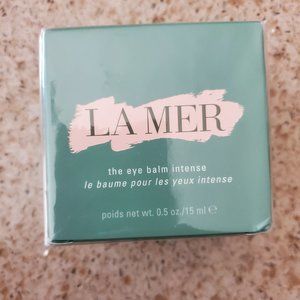 LA MER
the eye balm intense
le baume pour les yeux intense
poids net wt. 0.5 oz./15 ml ℮